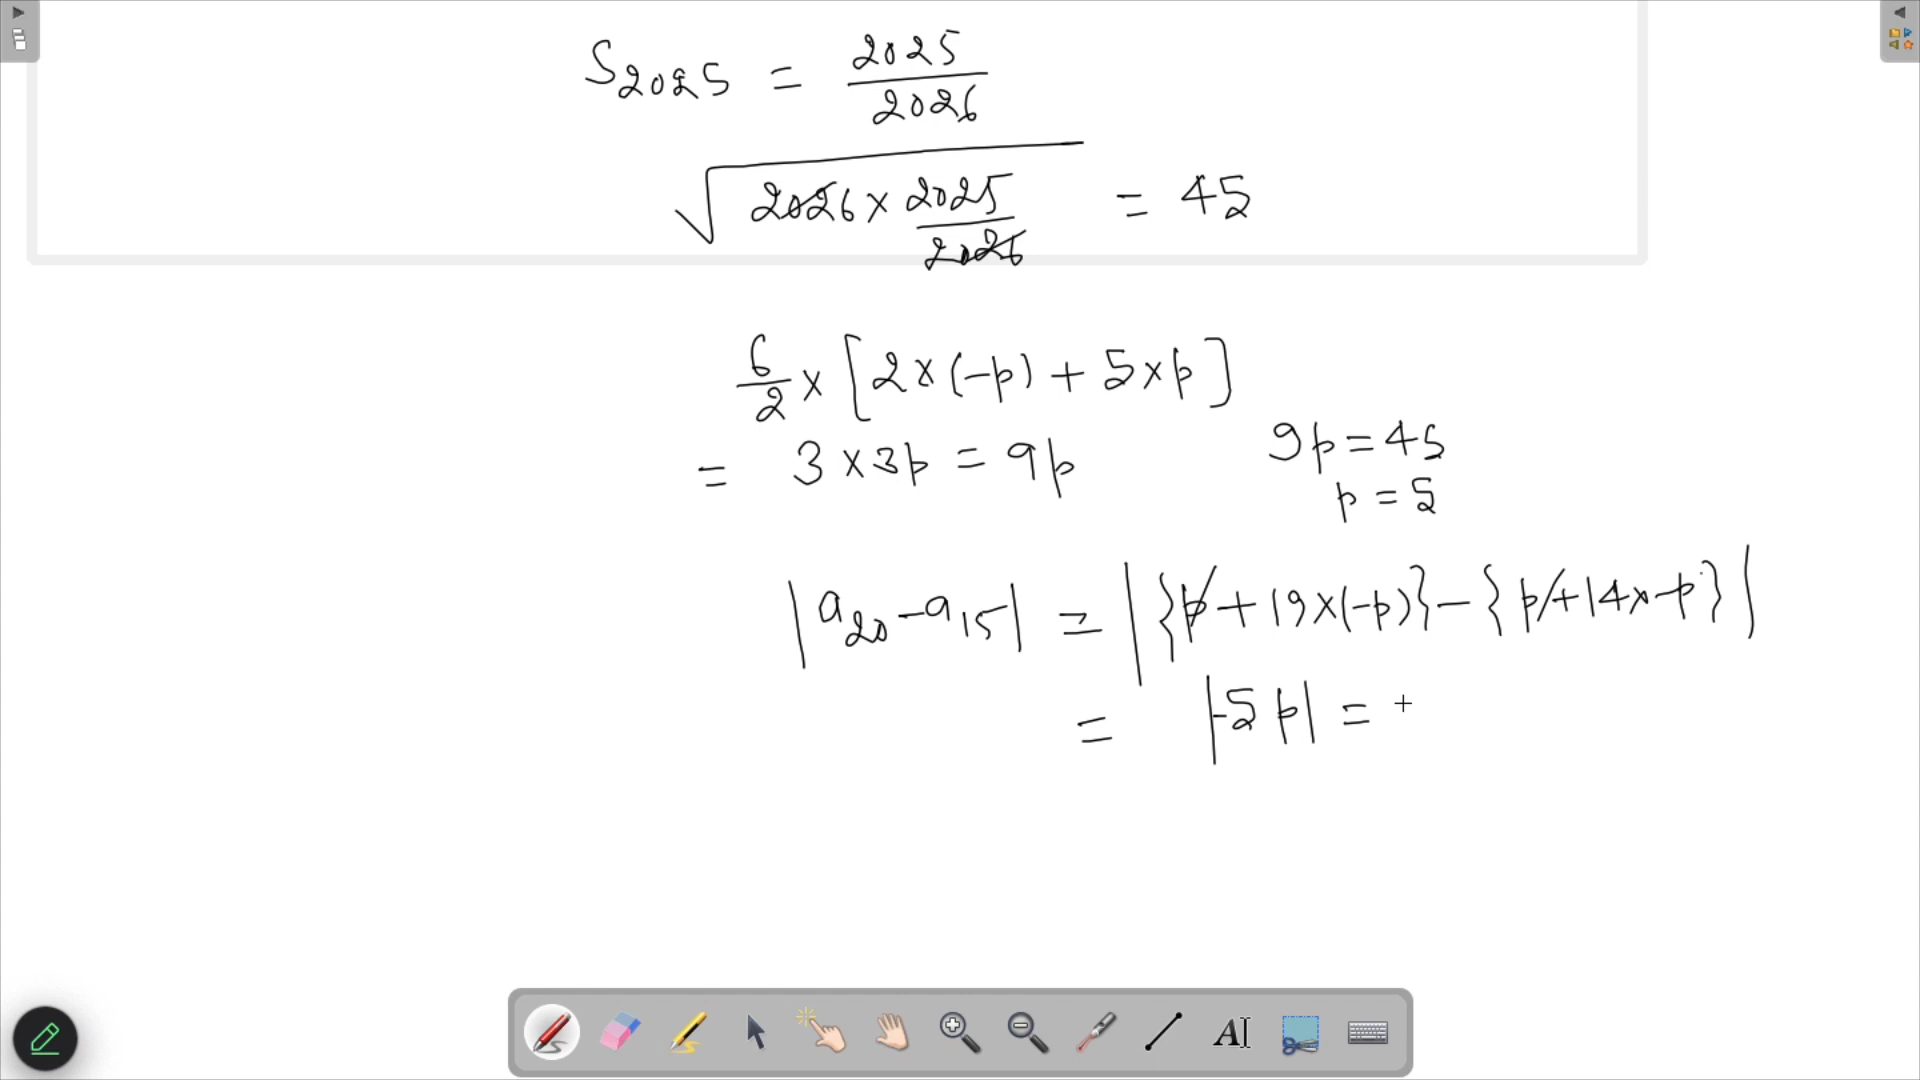 S₂₀₂₅ = 2025/2026
√(2026 × 2025/2026) = 45
6/2 × [2 × (-p) + 5 × p]
= 3 × 3p = 9p
9p = 45
p = 5
|a₂₀ - a₁₅| = |{p + 19 × (-p)} - {p + 14 × -p}|
= |-5p| =